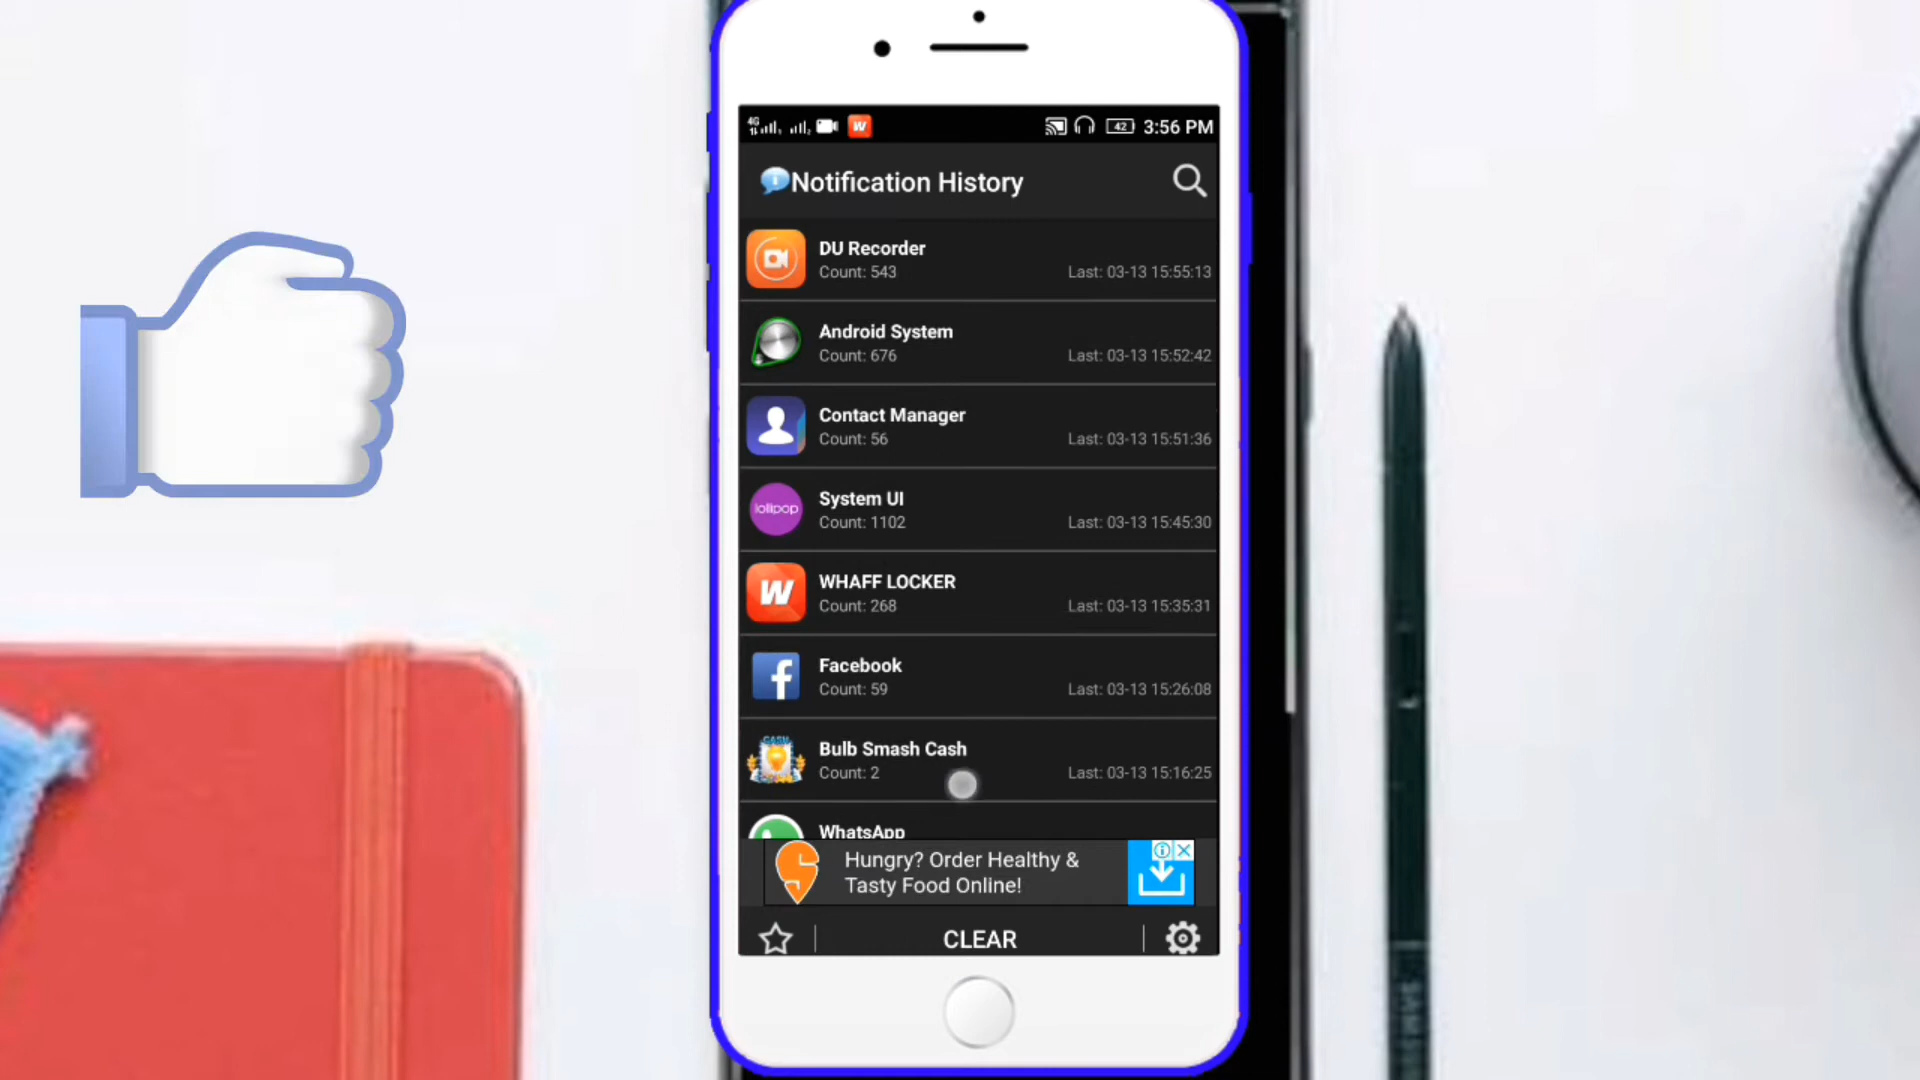 4G
42
3:56 PM
Notification History
DU Recorder
Count: 543
Last: 03-13 15:55:13
Android System
Count: 676
Last: 03-13 15:52:42
Contact Manager
Count: 56
Last: 03-13 15:51:36
lollipop
System UI
Count: 1102
Last: 03-13 15:45:30
WHAFF LOCKER
Count: 268
Last: 03-13 15:35:31
Facebook
Count: 59
Last: 03-13 15:26:08
Bulb Smash Cash
Count: 2
Last: 03-13 15:16:25
WhatsApp
Hungry? Order Healthy &
Tasty Food Online!
CLEAR